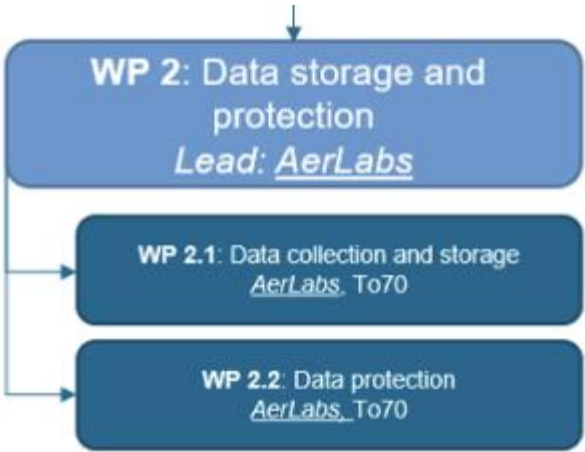 WP 2: Data storage and
protection
Lead: AerLabs
WP 2.1: Data collection and storage
AerLabs, To70
WP 2.2: Data protection
AerLabs, To70